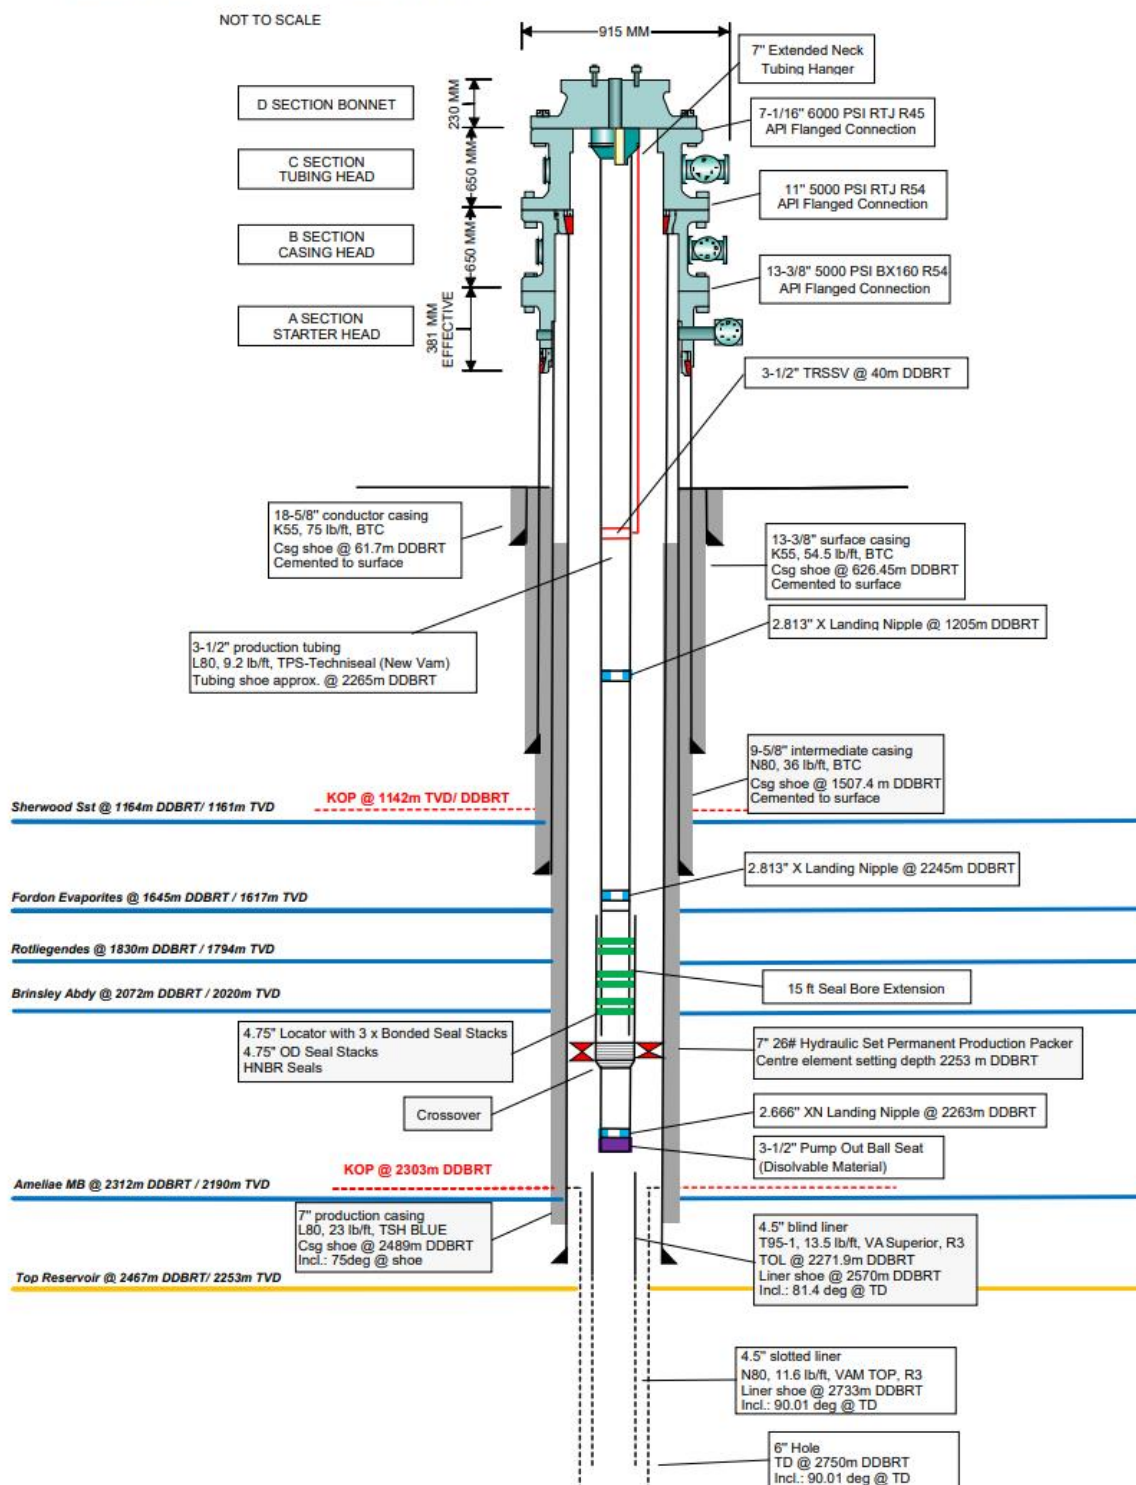 NOT TO SCALE
915 MM
7" Extended Neck
Tubing Hanger
D SECTION BONNET
230 MM
7-1/16" 6000 PSI RTJ R45
API Flanged Connection
C SECTION
TUBING HEAD
650 MM
11" 5000 PSI RTJ R54
API Flanged Connection
B SECTION
CASING HEAD
650 MM
13-3/8" 5000 PSI BX160 R54
API Flanged Connection
A SECTION
STARTER HEAD
381 MM
EFFECTIVE
3-1/2" TRSSV @ 40m DDBRT
18-5/8" conductor casing
K55, 75 lb/ft, BTC
Csg shoe @ 61.7m DDBRT
Cemented to surface
13-3/8" surface casing
K55, 54.5 lb/ft, BTC
Csg shoe @ 626.45m DDBRT
Cemented to surface
2.813" X Landing Nipple @ 1205m DDBRT
3-1/2" production tubing
L80, 9.2 lb/ft, TPS-Techniseal (New Vam)
Tubing shoe approx. @ 2265m DDBRT
9-5/8" intermediate casing
N80, 36 lb/ft, BTC
Csg shoe @ 1507.4 m DDBRT
Cemented to surface
KOP @ 1142m TVD/ DDBRT
Sherwood Sst @ 1164m DDBRT/ 1161m TVD
2.813" X Landing Nipple @ 2245m DDBRT
Fordon Evaporites @ 1645m DDBRT / 1617m TVD
Rotliegendes @ 1830m DDBRT / 1794m TVD
15 ft Seal Bore Extension
Brinsley Abdy @ 2072m DDBRT / 2020m TVD
4.75" Locator with 3 x Bonded Seal Stacks
4.75" OD Seal Stacks
HNBR Seals
7" 26# Hydraulic Set Permanent Production Packer
Centre element setting depth 2253 m DDBRT
Crossover
2.666" XN Landing Nipple @ 2263m DDBRT
3-1/2" Pump Out Ball Seat
(Disolvable Material)
KOP @ 2303m DDBRT
Ameliae MB @ 2312m DDBRT / 2190m TVD
7" production casing
L80, 23 lb/ft, TSH BLUE
Csg shoe @ 2489m DDBRT
Incl.: 75deg @ shoe
4.5" blind liner
T95-1, 13.5 lb/ft, VA Superior, R3
TOL @ 2271.9m DDBRT
Liner shoe @ 2570m DDBRT
Incl.: 81.4 deg @ TD
Top Reservoir @ 2467m DDBRT/ 2253m TVD
4.5" slotted liner
N80, 11.6 lb/ft, VAM TOP, R3
Liner shoe @ 2733m DDBRT
Incl.: 90.01 deg @ TD
6" Hole
TD @ 2750m DDBRT
Incl.: 90.01 deg @ TD